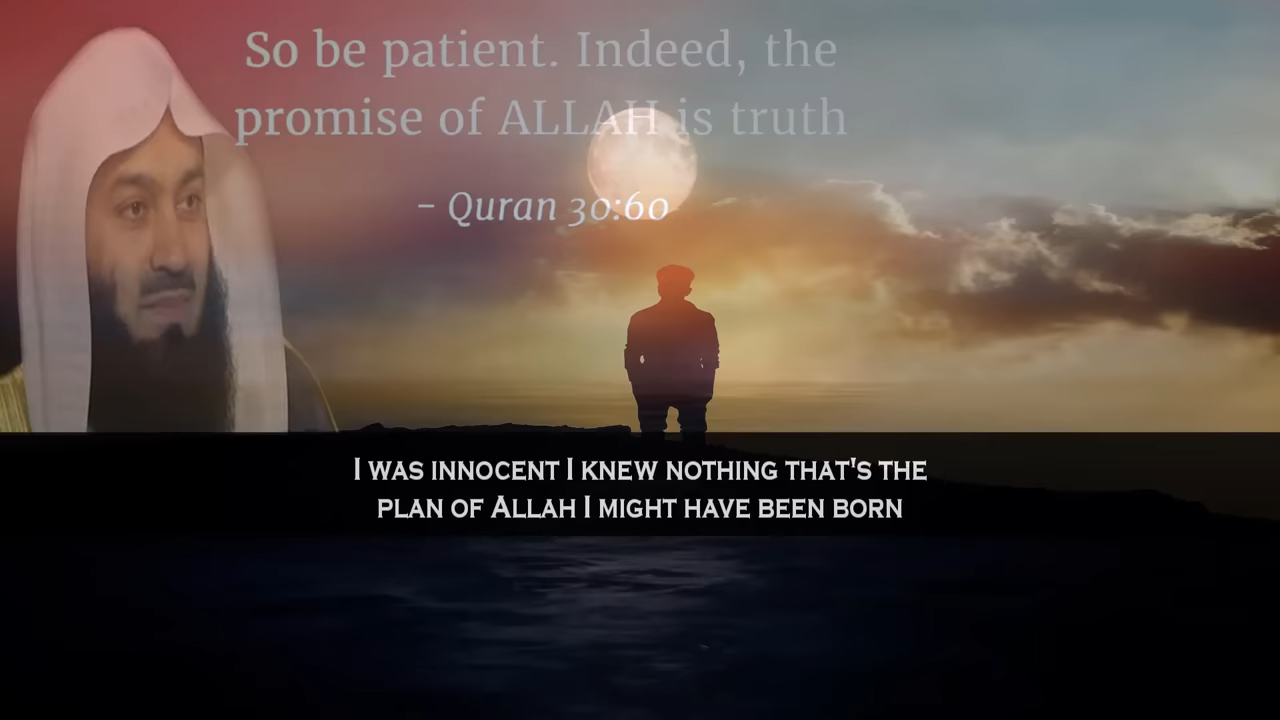 So be patient. Indeed, the
promise of ALLAH is truth
– Quran 30:60
I WAS INNOCENT I KNEW NOTHING THAT'S THE
PLAN OF ALLAH I MIGHT HAVE BEEN BORN